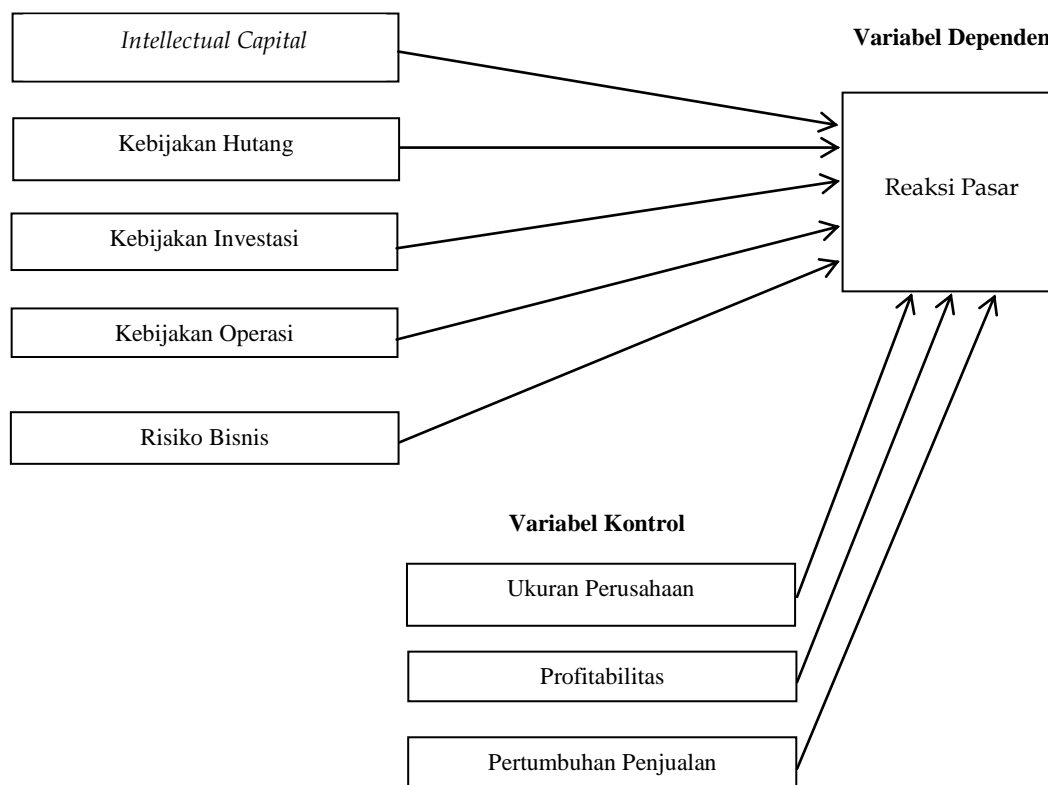 Intellectual Capital
Variabel Dependen
Kebijakan Hutang
Reaksi Pasar
Kebijakan Investasi
Kebijakan Operasi
Risiko Bisnis
Variabel Kontrol
Ukuran Perusahaan
Profitabilitas
Pertumbuhan Penjualan